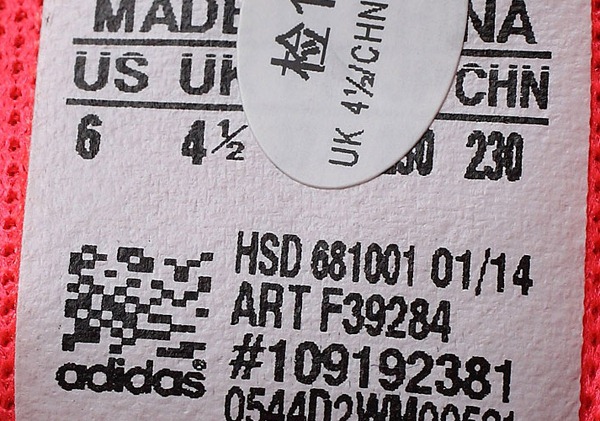 MADE
检1
UK 4½/CHN
US UK CHN
6 4½ 230
HSD 681001 01/14
ART F39284
#109192381
adidas®